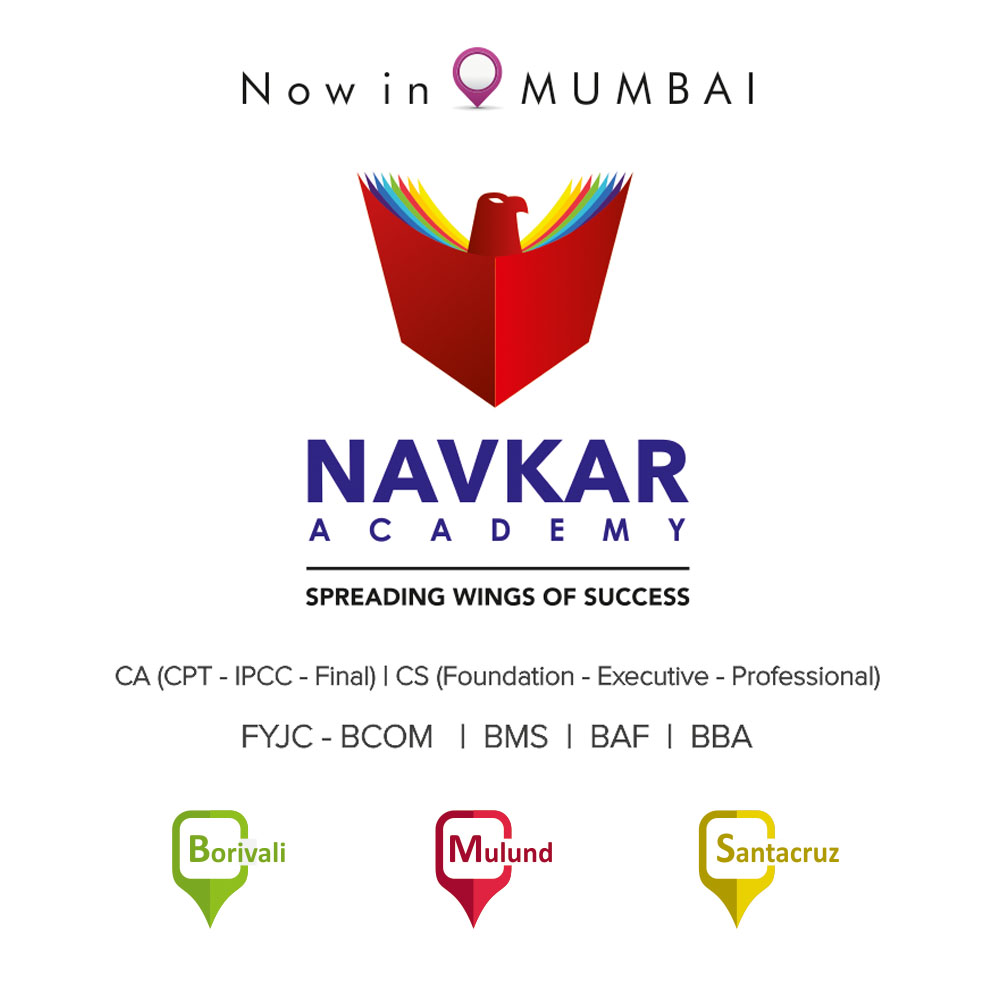 Now in MUMBAI
NAVKAR
ACADEMY
SPREADING WINGS OF SUCCESS
CA (CPT - IPCC - Final) | CS (Foundation - Executive - Professional)
FYJC - BCOM | BMS | BAF | BBA
Borivali Mulund Santacruz